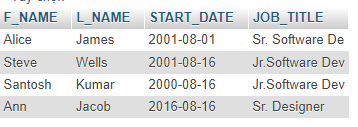 F_NAME L_NAME START_DATE JOB_TITLE
Alice James 2001-08-01 Sr. Software De
Steve Wells 2001-08-16 Jr.Software Dev
Santosh Kumar 2000-08-16 Jr.Software Dev
Ann Jacob 2016-08-16 Sr. Designer